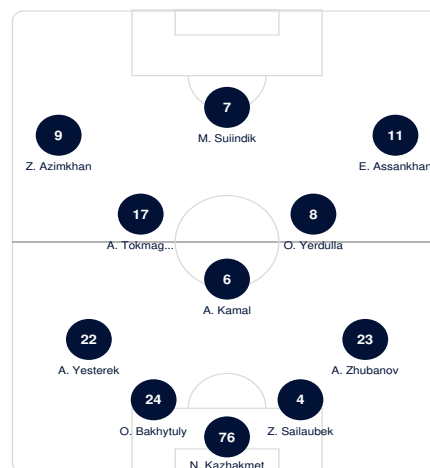 7
M. Suiindik
9
Z. Azimkhan
11
E. Assankhan
17
A. Tokmag...
8
O. Yerdulla
6
A. Kamal
22
A. Yesterek
23
A. Zhubanov
24
O. Bakhytuly
4
Z. Sailaubek
76
N. Kazhakmet